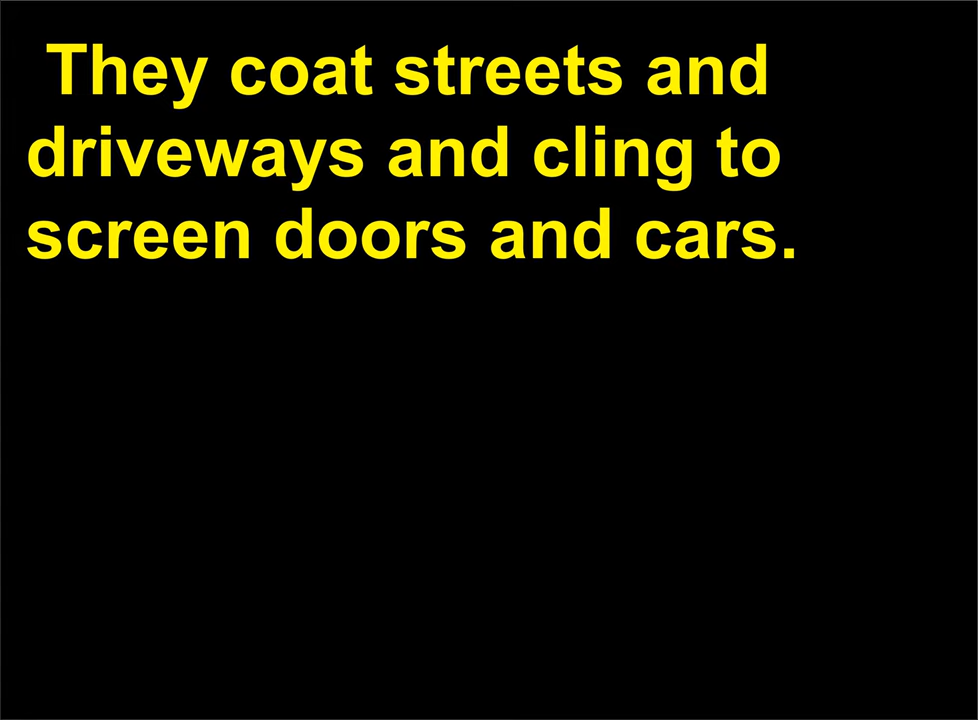 They coat streets and
driveways and cling to
screen doors and cars.